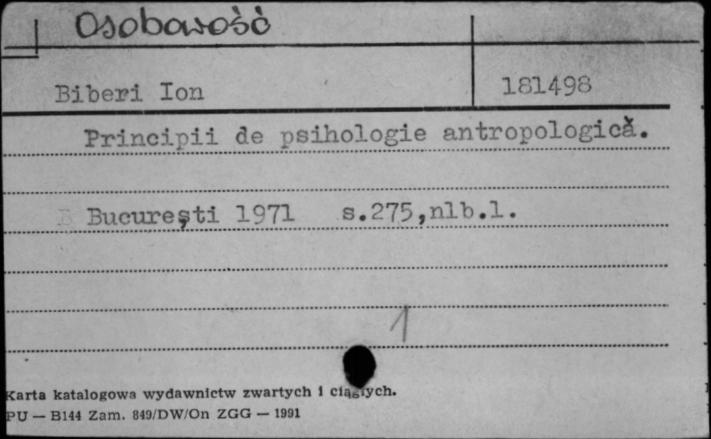 Osobowość
Biberi Ion 181498
Principii de psihologie antropologică.
București 1971 s.275,nlb.1.
1
Karta katalogowa wydawnictw zwartych i ciągłych.
PU — B144 Zam. 849/DW/On ZGG — 1991